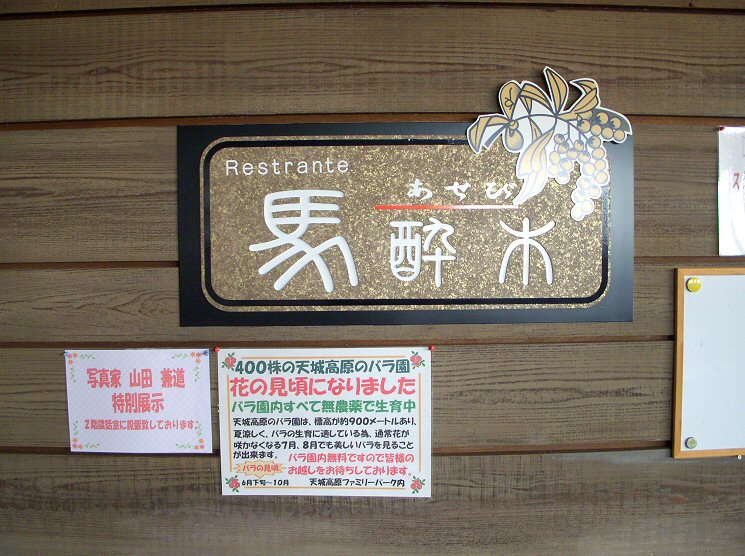 Restrante
あせび
馬酔木
写真家 山田 兼道
特別展示
2階談話室に設置致しております
400株の天城高原のバラ園
花の見頃になりました
バラ園内すべて無農薬で生育中
天城高原のバラ園は、標高が約900メートルあり、
夏涼しく、バラの生育に適している為、通常花が
咲かなくなる7月、8月でも美しいバラを見ること
が出来ます。 バラ園内無料ですので皆様の
お越しをお待ちしております。
バラの見頃
6月下旬～10月 天城高原ファミリーパーク内